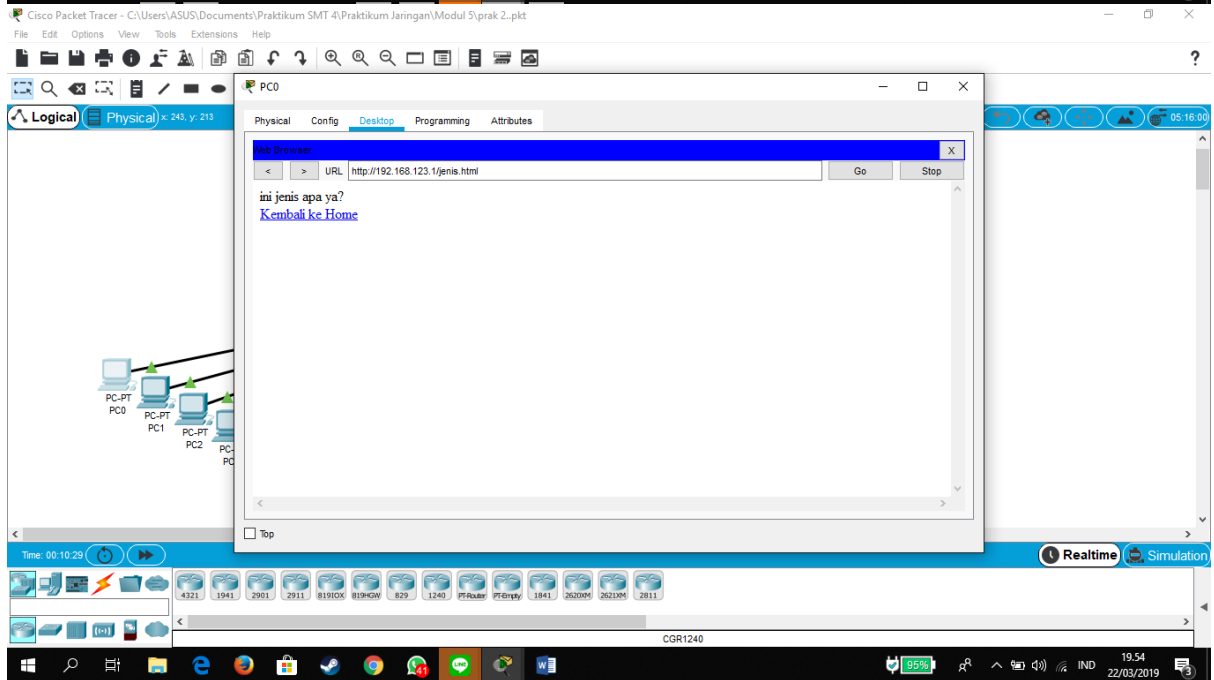 Cisco Packet Tracer - C:\Users\ASUS\Documents\Praktikum SMT 4\Praktikum Jaringan\Modul 5\prak 2..pkt
File Edit Options View Tools Extensions Help
?
PC0
Logical Physical x: 243, y: 213
05:16:00
Physical Config Desktop Programming Attributes
Web Browser
X
< > URL http://192.168.123.1/jenis.html Go Stop
ini jenis apa ya?
Kembali ke Home
PC-PT
PC0
PC-PT
PC1
PC-PT
PC2
PC-
PC
Top
Time: 00:10:29
Realtime Simulation
4321 1941 2901 2911 819IOX 819HGW 829 1240 PT-Router PT-Empty 1841 2620XM 2621XM 2811
CGR1240
41
LINE
95%
IND
19.54
22/03/2019
3